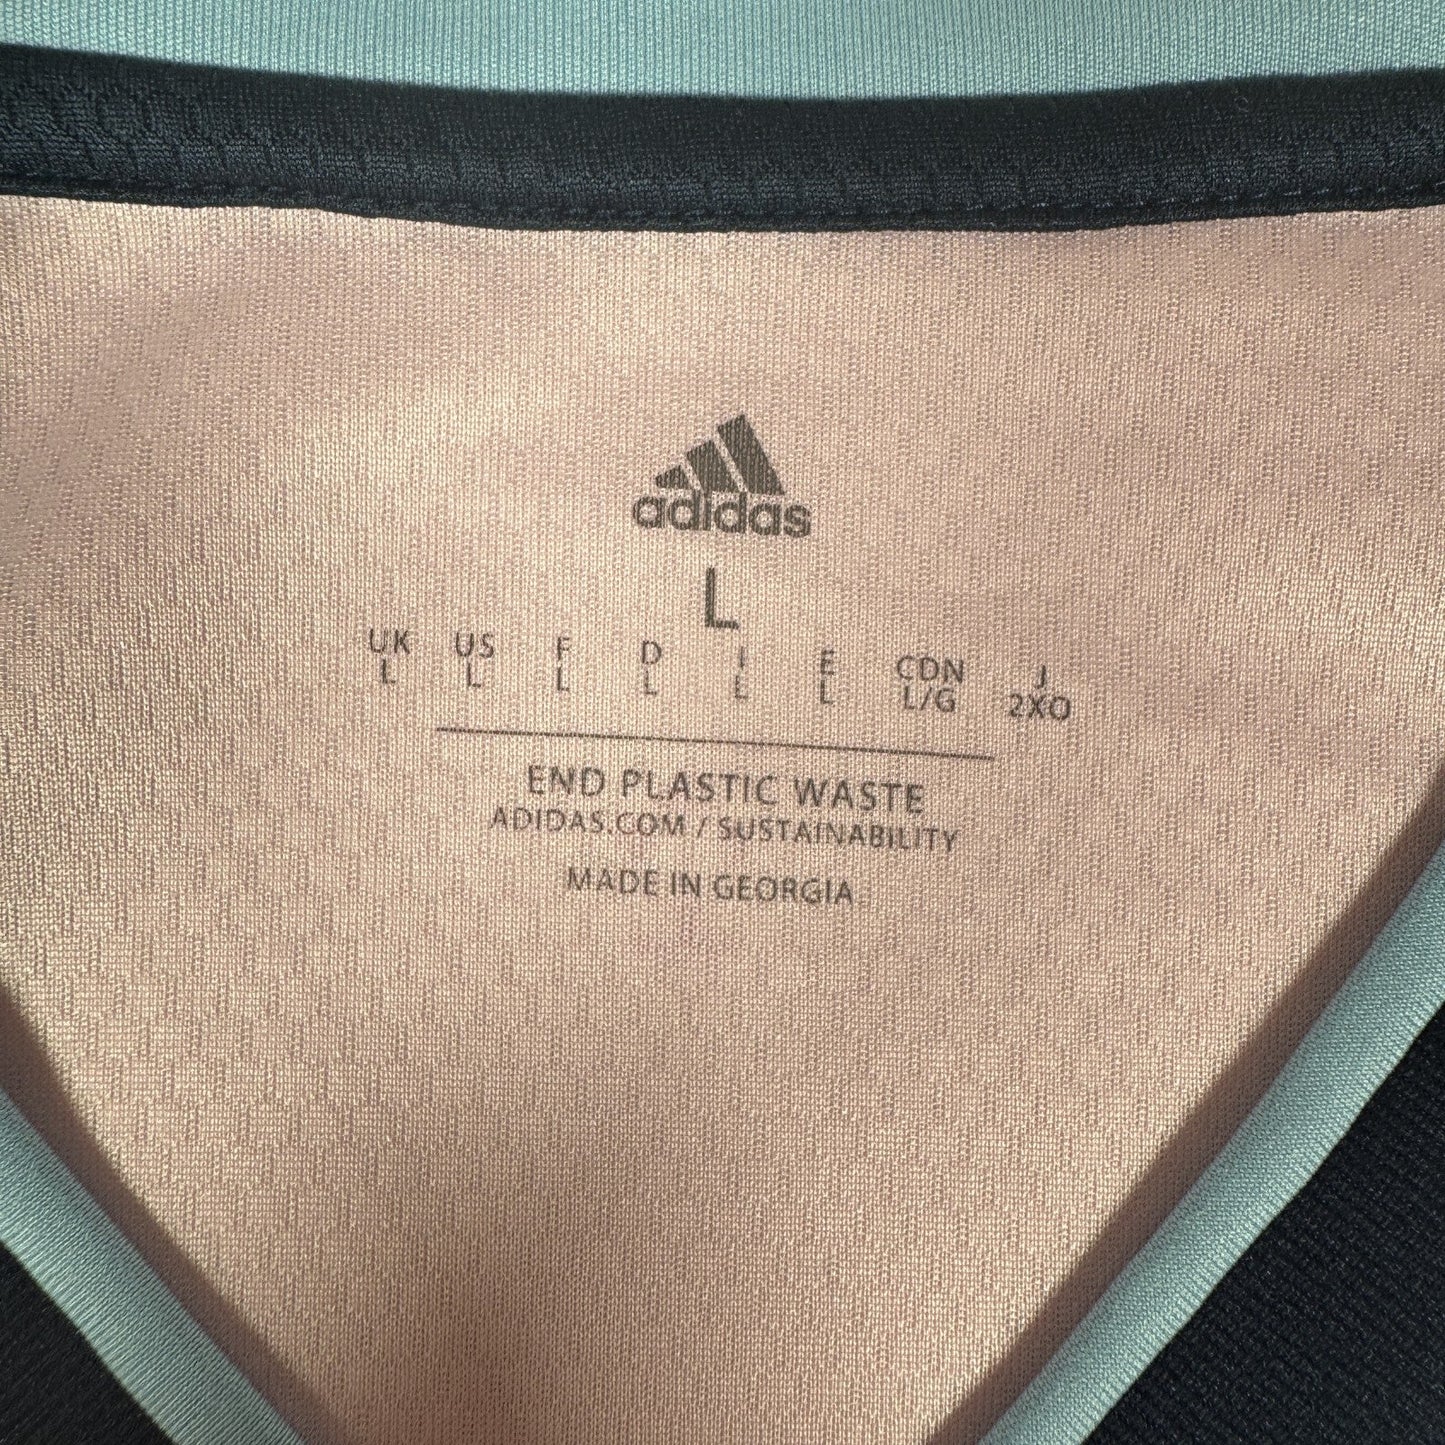 adidas
L
UK US F D I E CDN J
L L L L L L L/G 2XO
END PLASTIC WASTE
ADIDAS.COM / SUSTAINABILITY
MADE IN GEORGIA